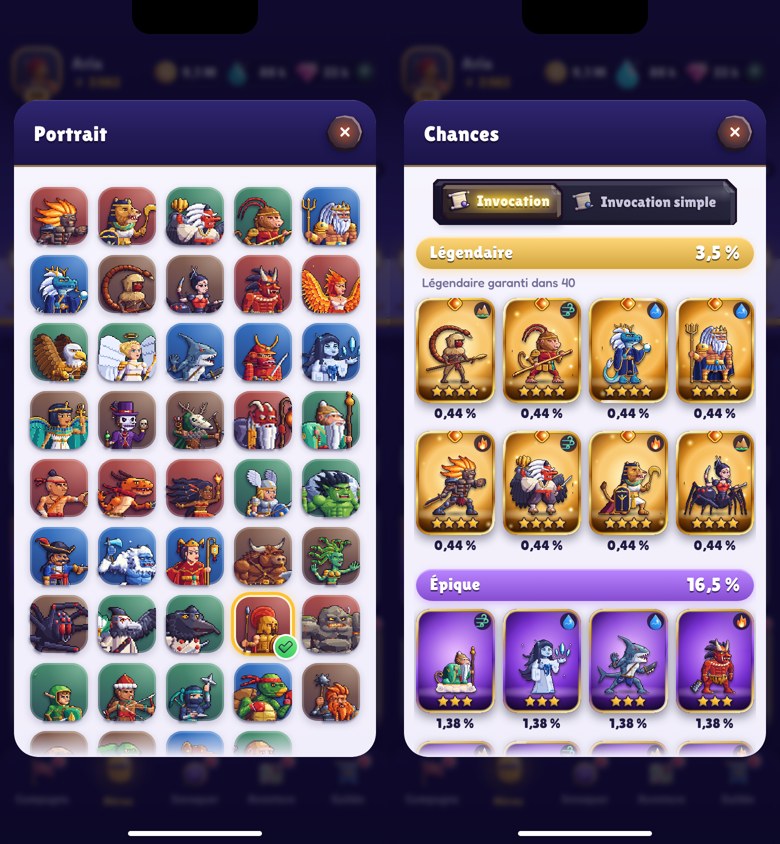 Portrait
Chances
Invocation
Invocation simple
Légendaire
3,5 %
Légendaire garanti dans 40
0,44 %
0,44 %
0,44 %
0,44 %
0,44 %
0,44 %
0,44 %
0,44 %
Épique
16,5 %
1,38 %
1,38 %
1,38 %
1,38 %